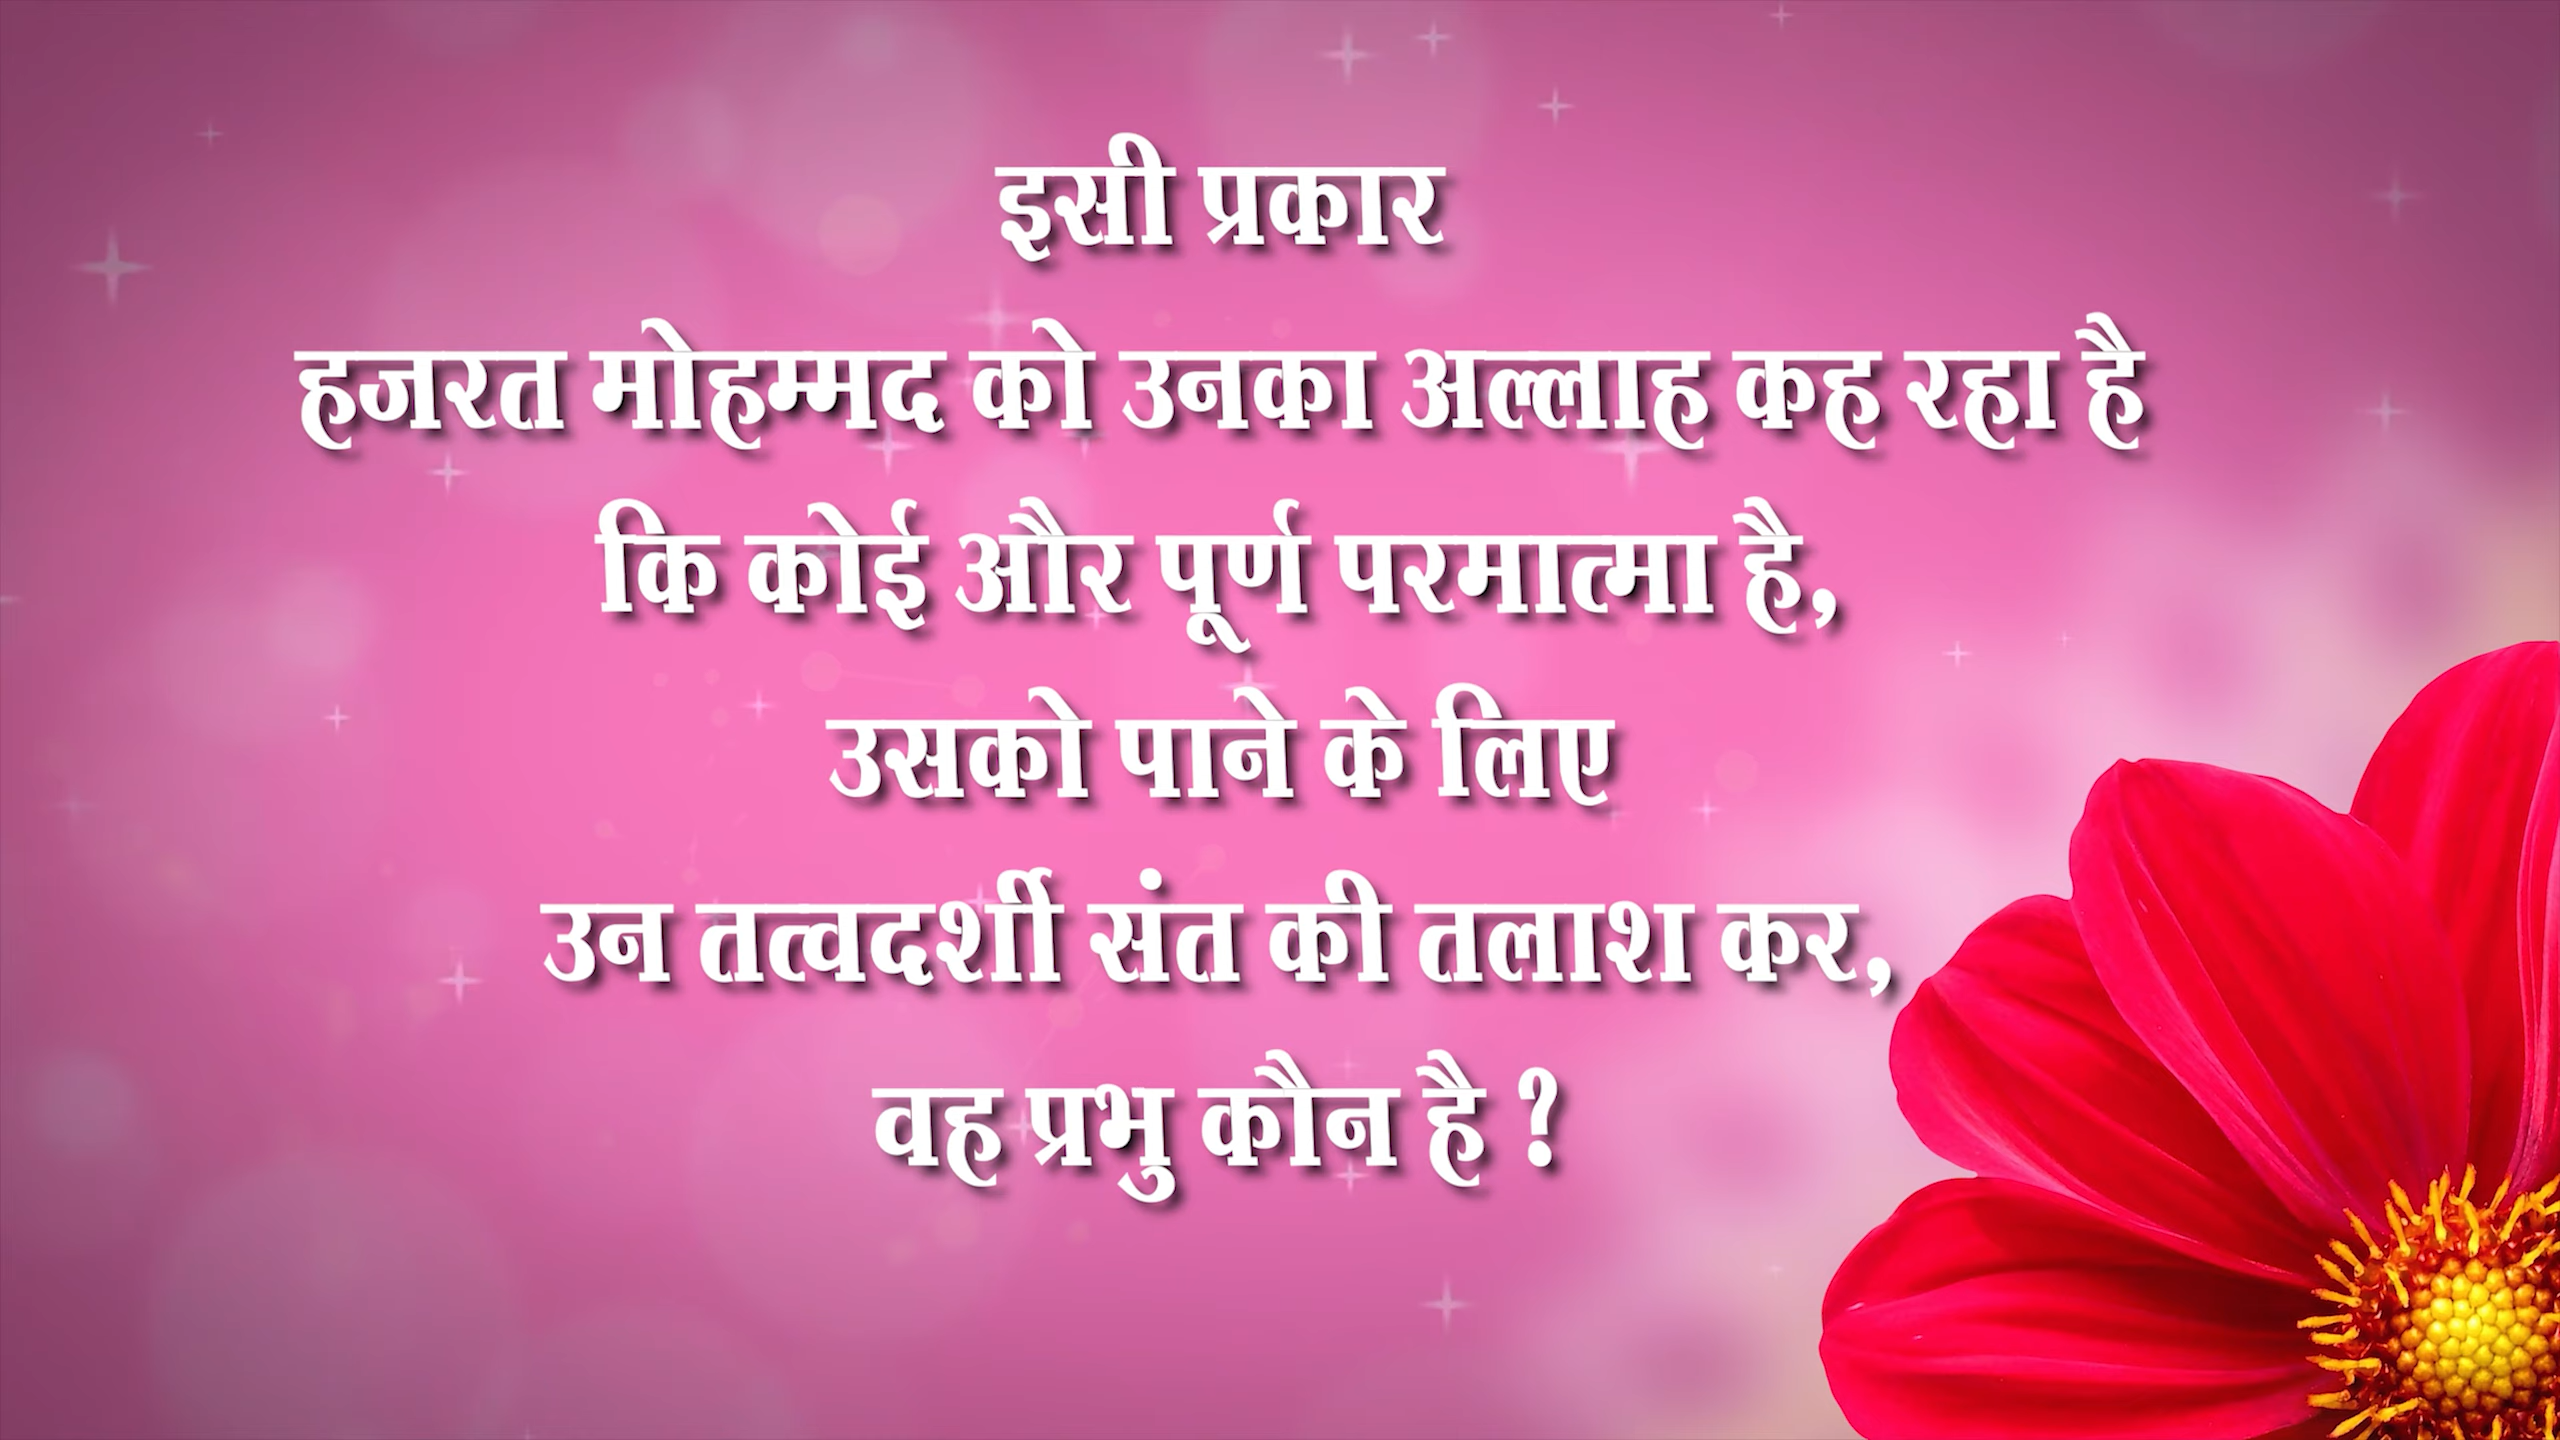 इसी प्रकार
हजरत मोहम्मद को उनका अल्लाह कह रहा है
कि कोई और पूर्ण परमात्मा है,
उसको पाने के लिए
उन तत्वदर्शी संत की तलाश कर,
वह प्रभु कौन है ?